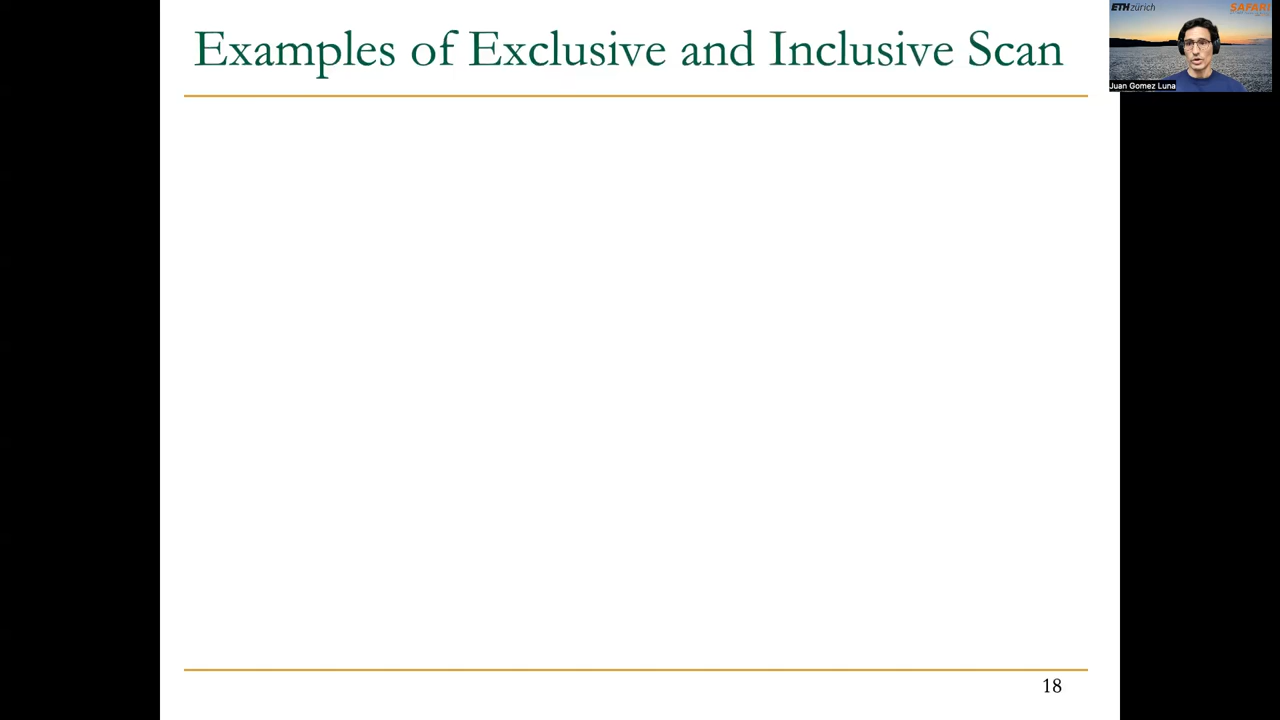 Examples of Exclusive and Inclusive Scan
ETH zürich
SAFARI
Juan Gomez Luna
18